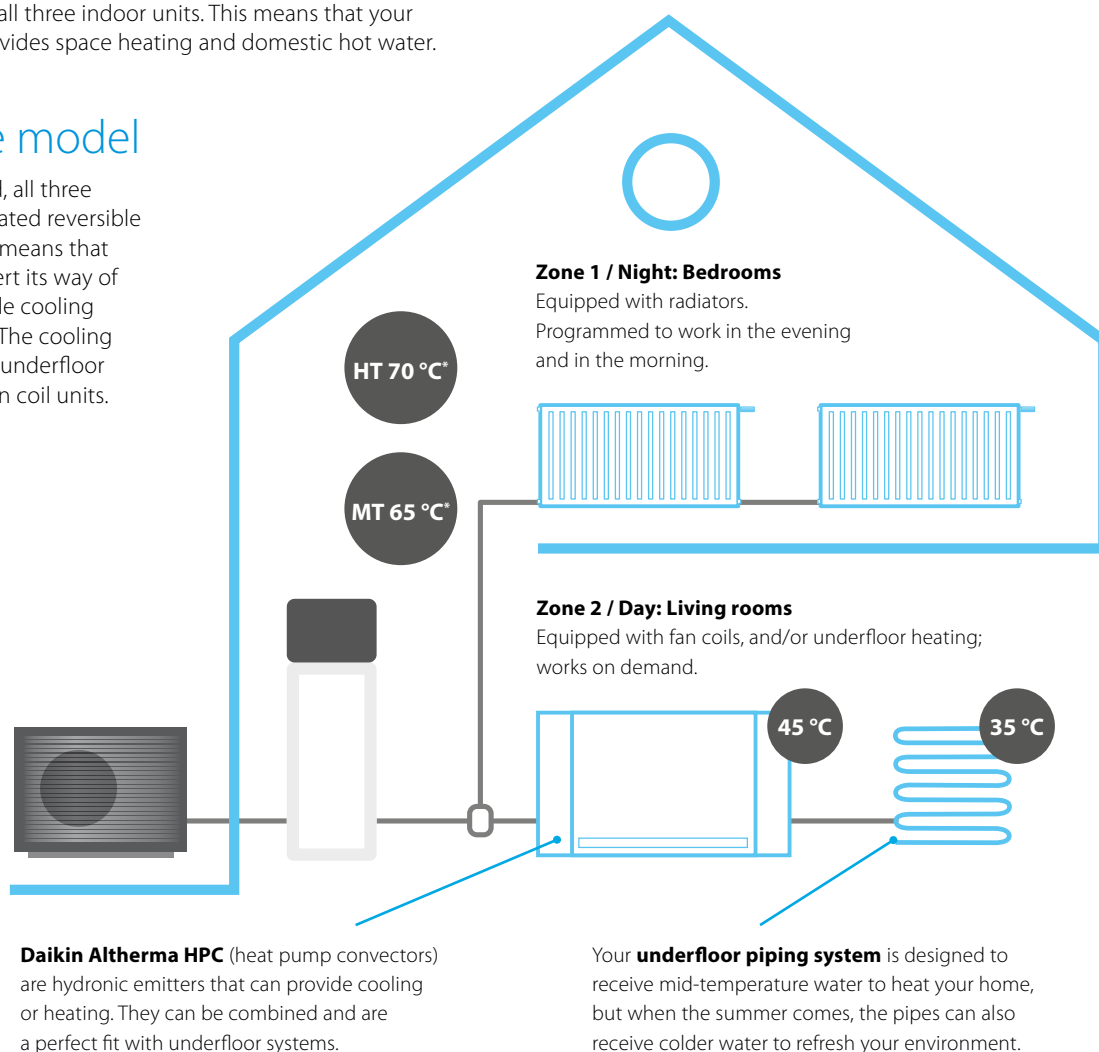 all three indoor units. This means that your
vides space heating and domestic hot water.
model
, all three
ated reversible
means that
ert its way of
le cooling
The cooling
underfloor
n coil units.
HT 70 °C*
MT 65 °C*
Zone 1 / Night: Bedrooms
Equipped with radiators.
Programmed to work in the evening
and in the morning.
Zone 2 / Day: Living rooms
Equipped with fan coils, and/or underfloor heating;
works on demand.
45 °C
35 °C
Daikin Altherma HPC (heat pump convectors)
are hydronic emitters that can provide cooling
or heating. They can be combined and are
a perfect fit with underfloor systems.
Your underfloor piping system is designed to
receive mid-temperature water to heat your home,
but when the summer comes, the pipes can also
receive colder water to refresh your environment.